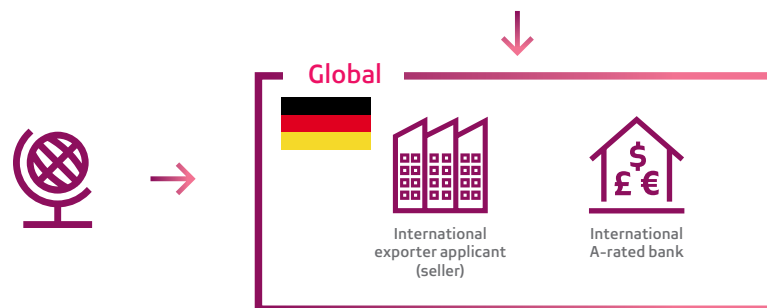 Global
$
£ €
International
exporter applicant
(seller)
International
A-rated bank